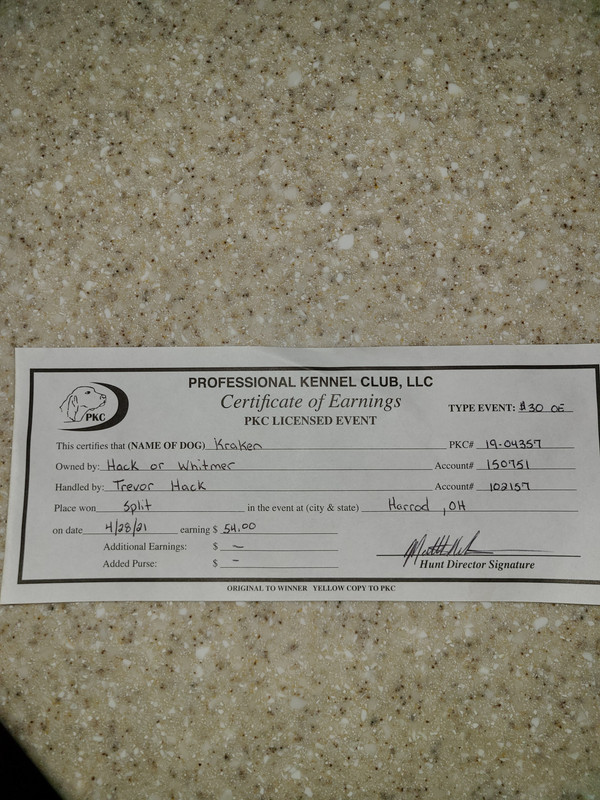 PROFESSIONAL KENNEL CLUB, LLC
Certificate of Earnings
PKC LICENSED EVENT
TYPE EVENT: $30 OE
PKC
This certifies that (NAME OF DOG) Kraken PKC# 19-04357
Owned by: Hack or Whitmer Account# 150751
Handled by: Trevor Hack Account# 102157
Place won Split in the event at (city & state) Harrod, OH
on date 4/28/21 earning $ 54.00
Additional Earnings: $ –
Added Purse: $ –
Hunt Director Signature
ORIGINAL TO WINNER YELLOW COPY TO PKC